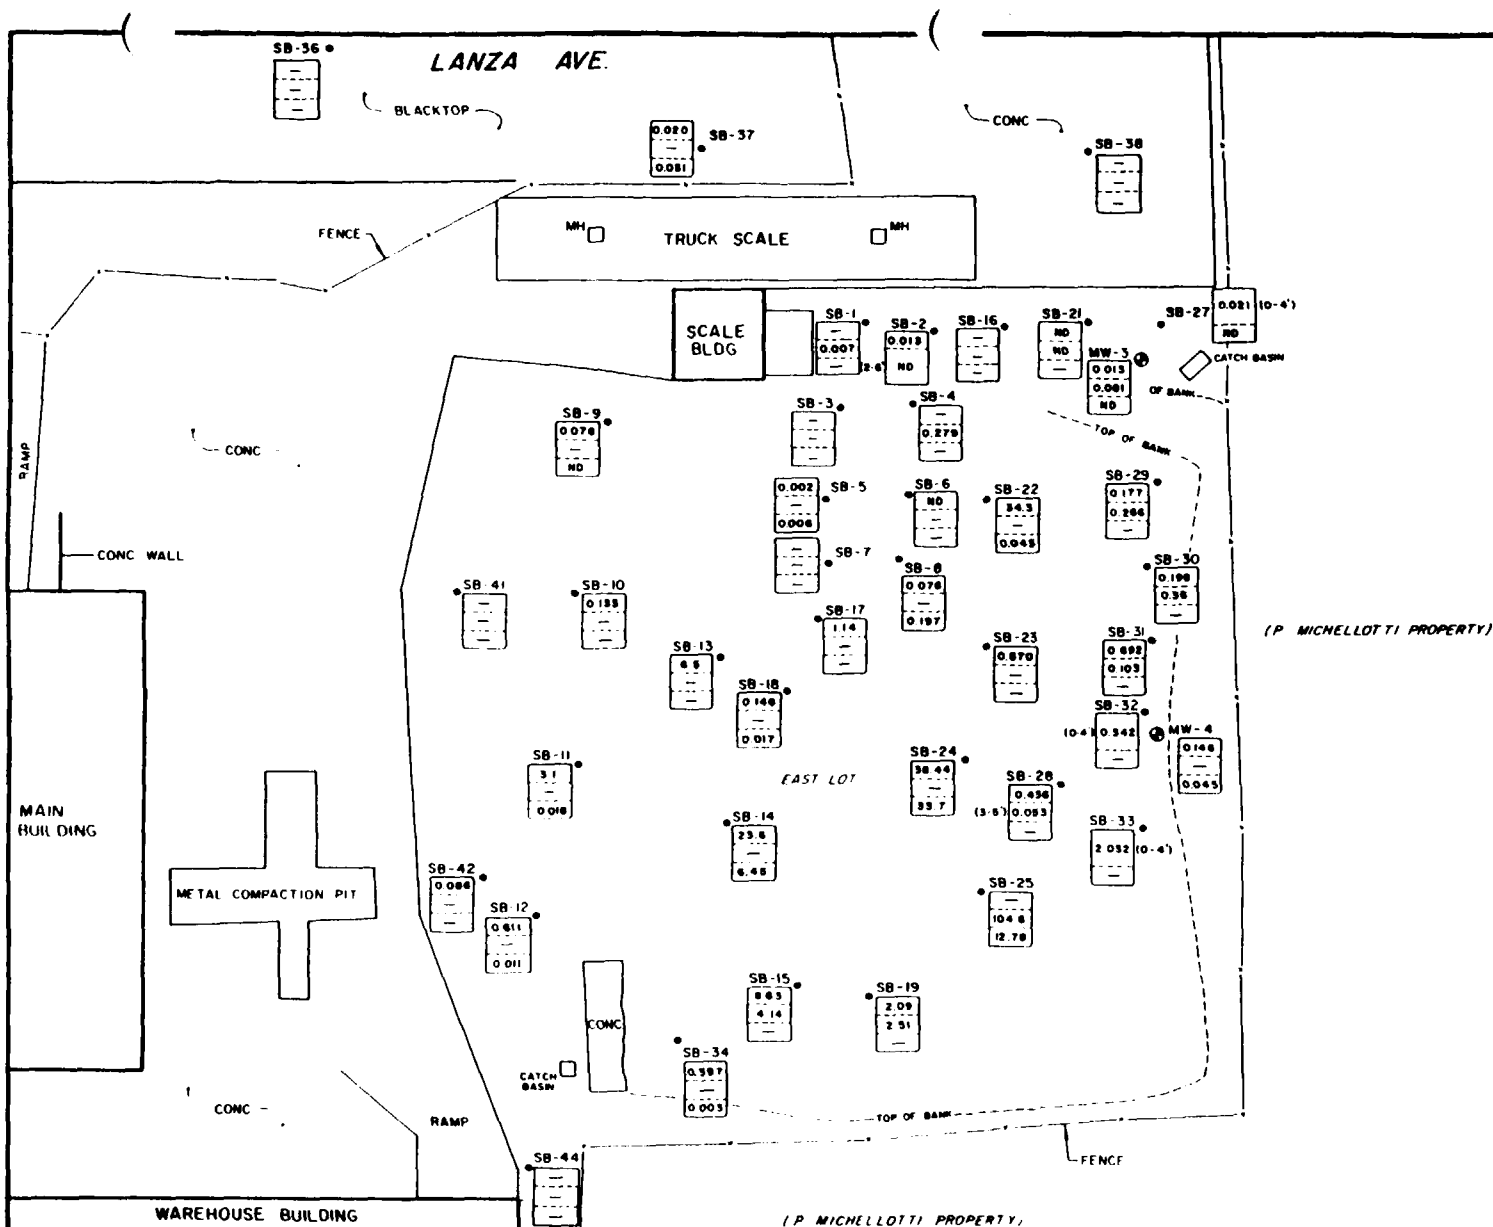 LANZA AVE.
SB-36
—
—
—
BLACKTOP
0.020
—
0.051
SB-37
CONC
SB-38
—
—
—
FENCE
MH
TRUCK SCALE
MH
SCALE
BLDG
SB-1
—
0.007
—
SB-2
0.013
(2-6')
ND
SB-16
—
—
—
SB-21
ND
ND
—
SB-27
0.021 (0-4')
ND
MW-3
0.013
0.081
ND
CATCH BASIN
OF BANK
TOP OF BANK
SB-9
0.076
—
ND
SB-3
—
—
—
SB-4
—
0.279
—
RAMP
CONC
0.002
—
0.006
SB-5
SB-6
ND
—
—
SB-22
34.3
—
0.045
SB-29
0.177
0.266
—
CONC WALL
—
—
—
SB-7
SB-8
0.076
—
0.197
SB-30
0.198
0.36
—
SB-41
—
—
—
SB-10
0.133
—
—
SB-17
1.14
—
—
(P MICHELLOTTI PROPERTY)
SB-13
6.5
—
—
SB-18
0.146
—
0.017
SB-23
0.870
—
—
SB-31
0.692
0.103
—
SB-32
(0-4') 0.342
—
MW-4
0.146
—
0.045
SB-11
3.1
—
0.016
EAST LOT
SB-24
38.44
—
33.7
SB-28
0.436
(3-5') 0.053
—
MAIN
BUILDING
SB-14
23.6
—
6.45
SB-33
2.032 (0-4')
—
METAL COMPACTION PIT
SB-42
0.086
—
—
SB-12
0.611
—
0.011
SB-25
—
104.6
12.78
SB-15
8.63
4.14
—
SB-19
2.09
2.51
—
CONC
CATCH
BASIN
SB-34
0.397
—
0.003
CONC
RAMP
TOP OF BANK
FENCE
SB-44
—
—
—
WAREHOUSE BUILDING
(P MICHELLOTTI PROPERTY)